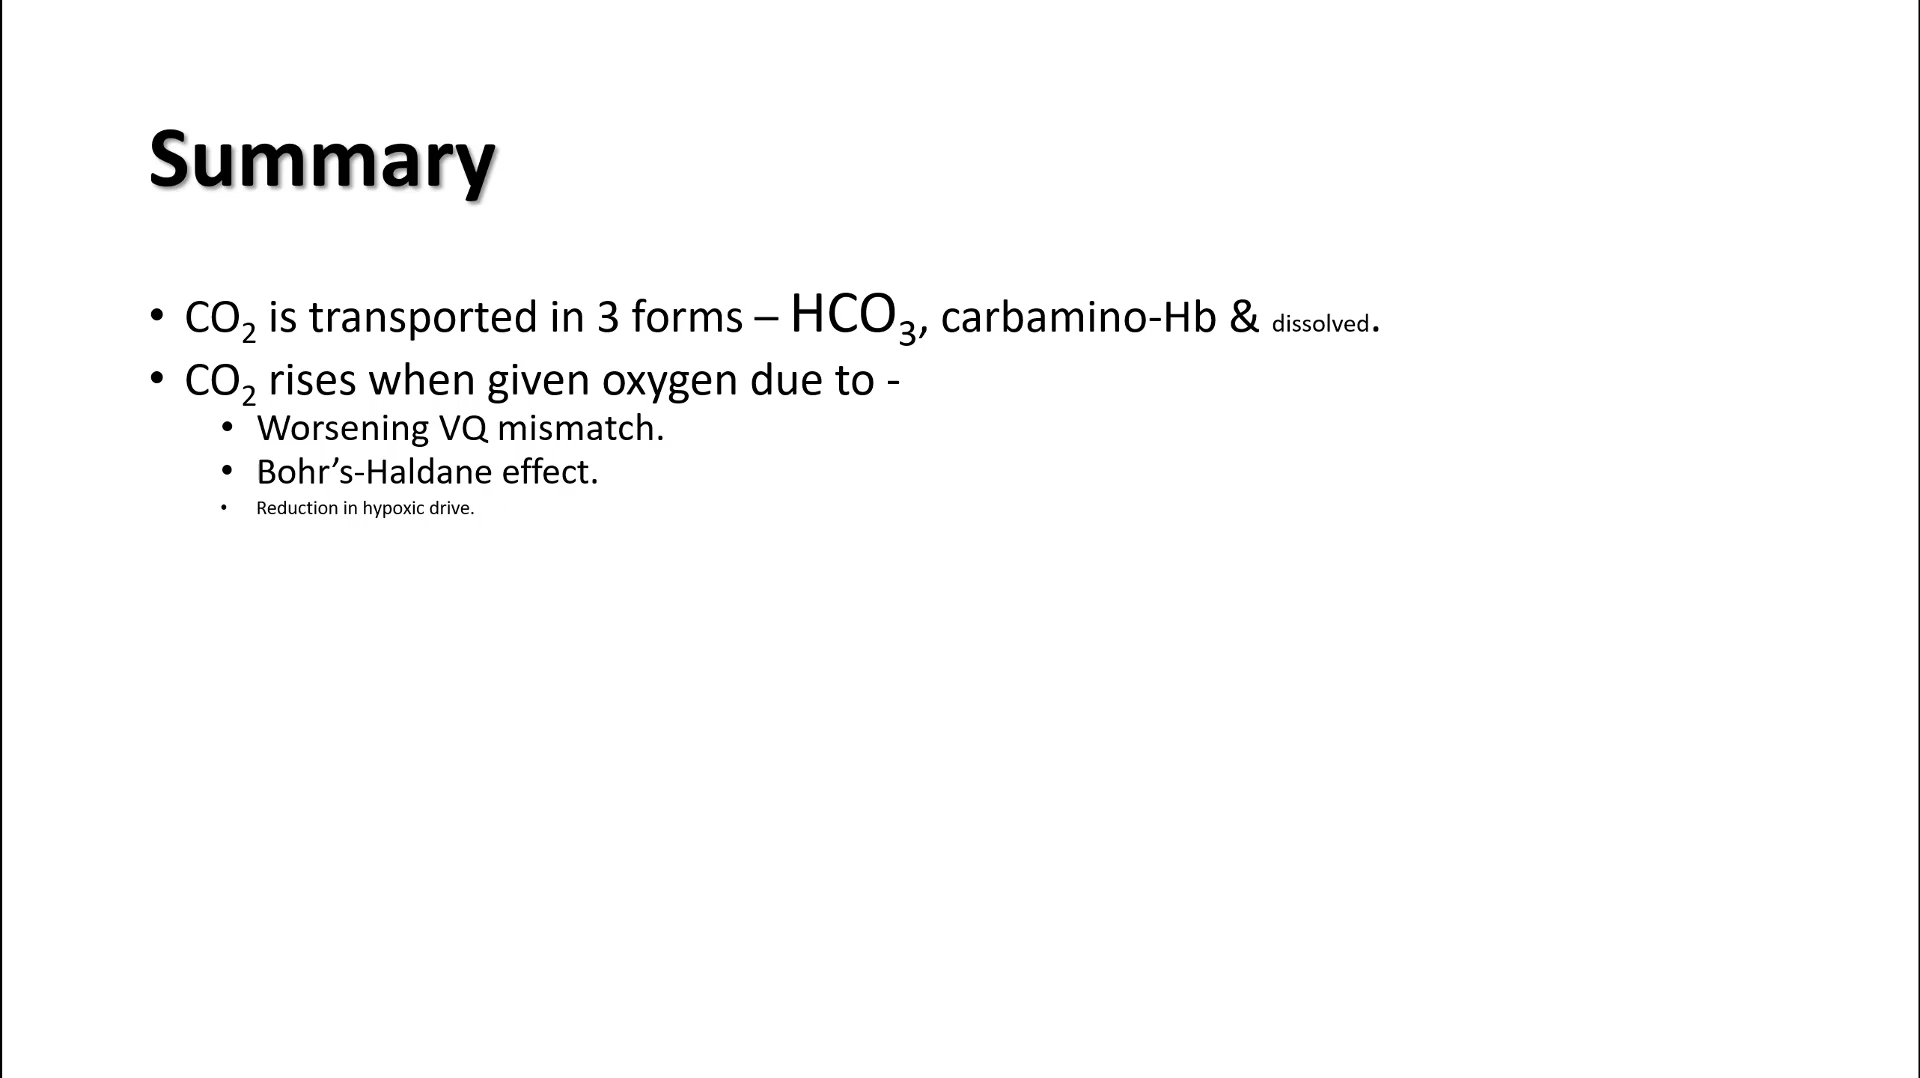 Summary
• CO₂ is transported in 3 forms – HCO₃, carbamino-Hb & dissolved.
• CO₂ rises when given oxygen due to -
• Worsening VQ mismatch.
• Bohr’s-Haldane effect.
• Reduction in hypoxic drive.